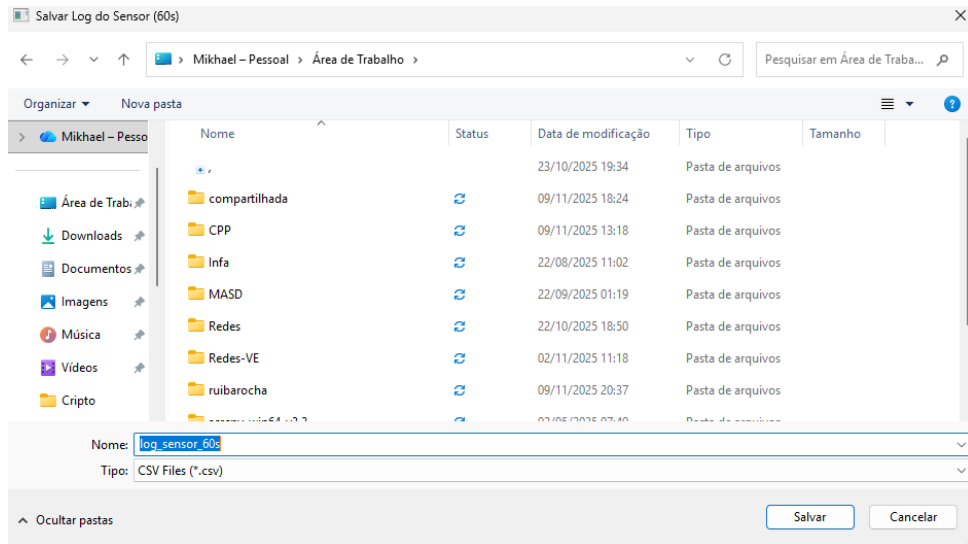 Salvar Log do Sensor (60s)
Mikhael – Pessoal > Área de Trabalho >
Pesquisar em Área de Traba...
Organizar
Nova pasta
Mikhael – Pesso
Área de Traba
Downloads
Documentos
Imagens
Música
Vídeos
Cripto
Nome Status Data de modificação Tipo Tamanho
, 23/10/2025 19:34 Pasta de arquivos
compartilhada 09/11/2025 18:24 Pasta de arquivos
CPP 09/11/2025 13:18 Pasta de arquivos
Infa 22/08/2025 11:02 Pasta de arquivos
MASD 22/09/2025 01:19 Pasta de arquivos
Redes 22/10/2025 18:50 Pasta de arquivos
Redes-VE 02/11/2025 11:18 Pasta de arquivos
ruibarocha 09/11/2025 20:37 Pasta de arquivos
Nome: log_sensor_60s
Tipo: CSV Files (*.csv)
Ocultar pastas
Salvar
Cancelar